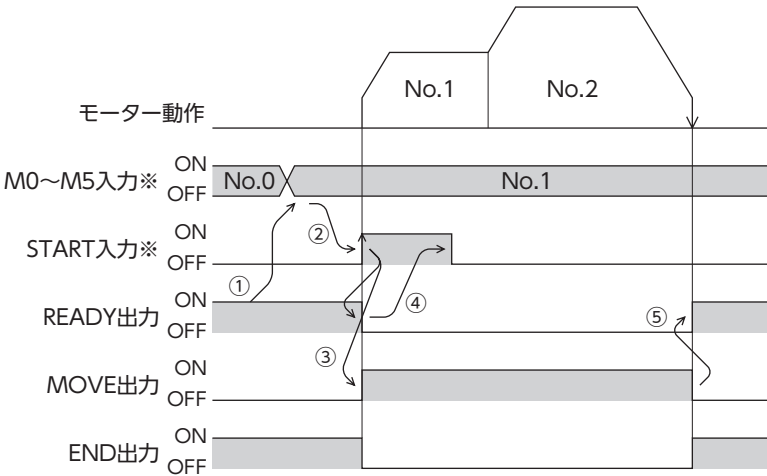 No.1 No.2
モーター動作
ON
M0～M5入力※ No.0 No.1
OFF
②
ON
START入力※
OFF
① ④
ON
READY出力 ⑤
OFF
③
ON
MOVE出力
OFF
ON
END出力
OFF